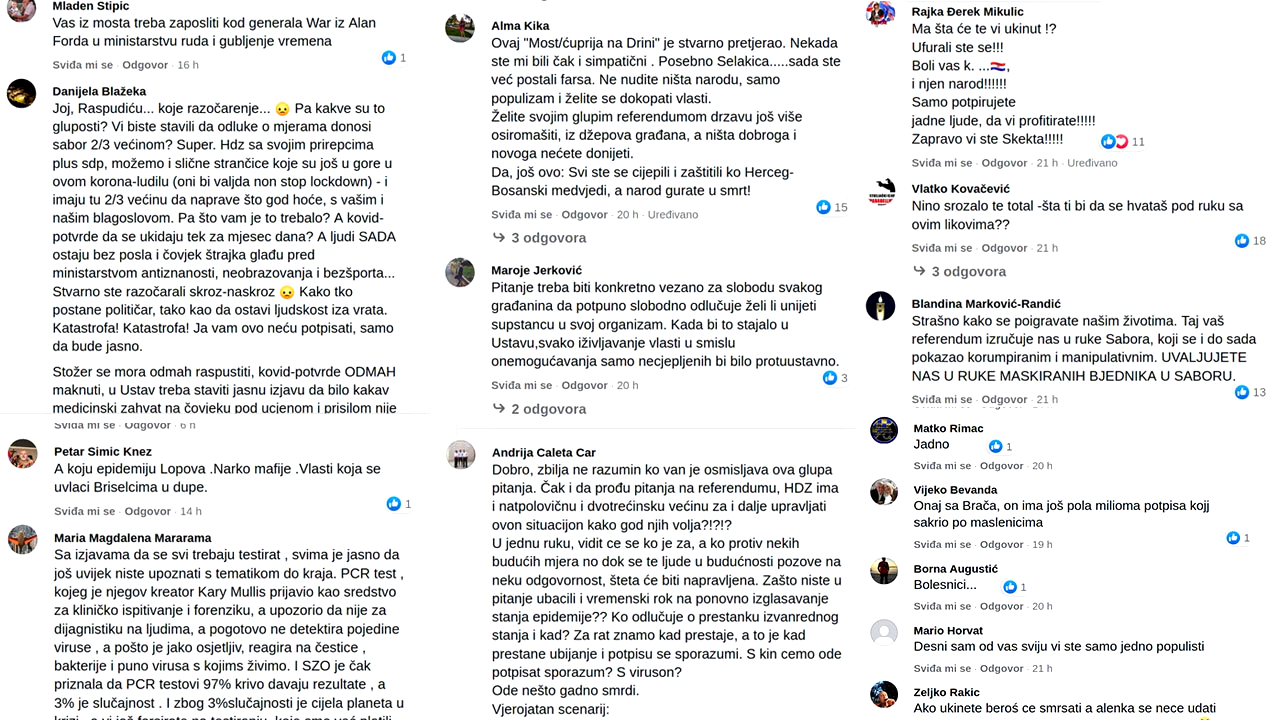 Mladen Stipic
Vas iz mosta treba zaposliti kod generala War iz Alan
Forda u ministarstvu ruda i gubljenje vremena
Sviđa mi se · Odgovor · 16 h
1
Danijela Blažeka
Joj, Raspudiću... koje razočarenje... 😞 Pa kakve su to
gluposti? Vi biste stavili da odluke o mjerama donosi
sabor 2/3 većinom? Super. Hdz sa svojim prirepcima
plus sdp, možemo i slične strančice koje su još u gore u
ovom korona-ludilu (oni bi valjda non stop lockdown) - i
imaju tu 2/3 većinu da naprave što god hoće, s vašim i
našim blagoslovom. Pa što vam je to trebalo? A kovid-
potvrde da se ukidaju tek za mjesec dana? A ljudi SADA
ostaju bez posla i čovjek štrajka glađu pred
ministarstvom antiznanosti, neobrazovanja i bezšporta...
Stvarno ste razočarali skroz-naskroz 😞 Kako tko
postane političar, tako kao da ostavi ljudskost iza vrata.
Katastrofa! Katastrofa! Ja vam ovo neću potpisati, samo
da bude jasno.
Stožer se mora odmah raspustiti, kovid-potvrde ODMAH
maknuti, u Ustav treba staviti jasnu izjavu da bilo kakav
medicinski zahvat na čovjeku pod ucjenom i prisilom nije
Sviđa mi se · Odgovor · 6 h
Petar Simic Knez
A koju epidemiju Lopova .Narko mafije .Vlasti koja se
uvlaci Briselcima u dupe.
Sviđa mi se · Odgovor · 14 h
1
Maria Magdalena Mararama
Sa izjavama da se svi trebaju testirat , svima je jasno da
još uvijek niste upoznati s tematikom do kraja. PCR test ,
kojeg je njegov kreator Kary Mullis prijavio kao sredstvo
za kliničko ispitivanje i forenziku, a upozorio da nije za
dijagnistiku na ljudima, a pogotovo ne detektira pojedine
viruse , a pošto je jako osjetljiv, reagira na čestice ,
bakterije i puno virusa s kojims živimo. I SZO je čak
priznala da PCR testovi 97% krivo davaju rezultate , a
3% je slučajnost . I zbog 3%slučajnosti je cijela planeta u
Alma Kika
Ovaj "Most/ćuprija na Drini" je stvarno pretjerao. Nekada
ste mi bili čak i simpatični . Posebno Selakica.....sada ste
već postali farsa. Ne nudite ništa narodu, samo
populizam i želite se dokopati vlasti.
Želite svojim glupim referendumom drzavu još više
osiromašiti, iz džepova građana, a ništa dobroga i
novoga nećete donijeti.
Da, još ovo: Svi ste se cijepili i zaštitili ko Herceg-
Bosanski medvjedi, a narod gurate u smrt!
Sviđa mi se · Odgovor · 20 h · Uređivano
15
3 odgovora
Maroje Jerković
Pitanje treba biti konkretno vezano za slobodu svakog
građanina da potpuno slobodno odlučuje želi li unijeti
supstancu u svoj organizam. Kada bi to stajalo u
Ustavu,svako iživljavanje vlasti u smislu
onemogućavanja samo necjepljenih bi bilo protuustavno.
Sviđa mi se · Odgovor · 20 h
3
2 odgovora
Andrija Caleta Car
Dobro, zbilja ne razumin ko van je osmisljava ova glupa
pitanja. Čak i da prođu pitanja na referendumu, HDZ ima
i natpolovičnu i dvotrećinsku većinu za i dalje upravljati
ovon situacijon kako god njih volja?!?!?
U jednu ruku, vidit ce se ko je za, a ko protiv nekih
budućih mjera no dok se te ljude u budućnosti pozove na
neku odgovornost, šteta će biti napravljena. Zašto niste u
pitanje ubacili i vremenski rok na ponovno izglasavanje
stanja epidemije?? Ko odlučuje o prestanku izvanrednog
stanja i kad? Za rat znamo kad prestaje, a to je kad
prestane ubijanje i potpisu se sporazumi. S kin cemo ode
potpisat sporazum? S viruson?
Ode nešto gadno smrdi.
Vjerojatan scenarij:
Rajka Đerek Mikulic
Ma šta će te vi ukinut !?
Ufurali ste se!!!
Boli vas k. ...🇭🇷,
i njen narod!!!!!!
Samo potpirujete
jadne ljude, da vi profitirate!!!!!
Zapravo vi ste Skekta!!!!!
11
Sviđa mi se · Odgovor · 21 h · Uređivano
Vlatko Kovačević
Nino srozalo te total -šta ti bi da se hvataš pod ruku sa
ovim likovima??
18
Sviđa mi se · Odgovor · 21 h
3 odgovora
Blandina Marković-Randić
Strašno kako se poigravate našim životima. Taj vaš
referendum izručuje nas u ruke Sabora, koji se i do sada
pokazao korumpiranim i manipulativnim. UVALJUJETE
NAS U RUKE MASKIRANIH BJEDNIKA U SABORU.
Sviđa mi se · Odgovor · 21 h
13
Matko Rimac
Jadno
1
Sviđa mi se · Odgovor · 20 h
Vijeko Bevanda
Onaj sa Brača, on ima još pola milioma potpisa kojj
sakrio po maslenicima
Sviđa mi se · Odgovor · 19 h
1
Borna Augustić
Bolesnici...
1
Sviđa mi se · Odgovor · 20 h
Mario Horvat
Desni sam od vas sviju vi ste samo jedno populisti
Sviđa mi se · Odgovor · 21 h
Zeljko Rakic
Ako ukinete beroš ce smrsati a alenka se nece udati